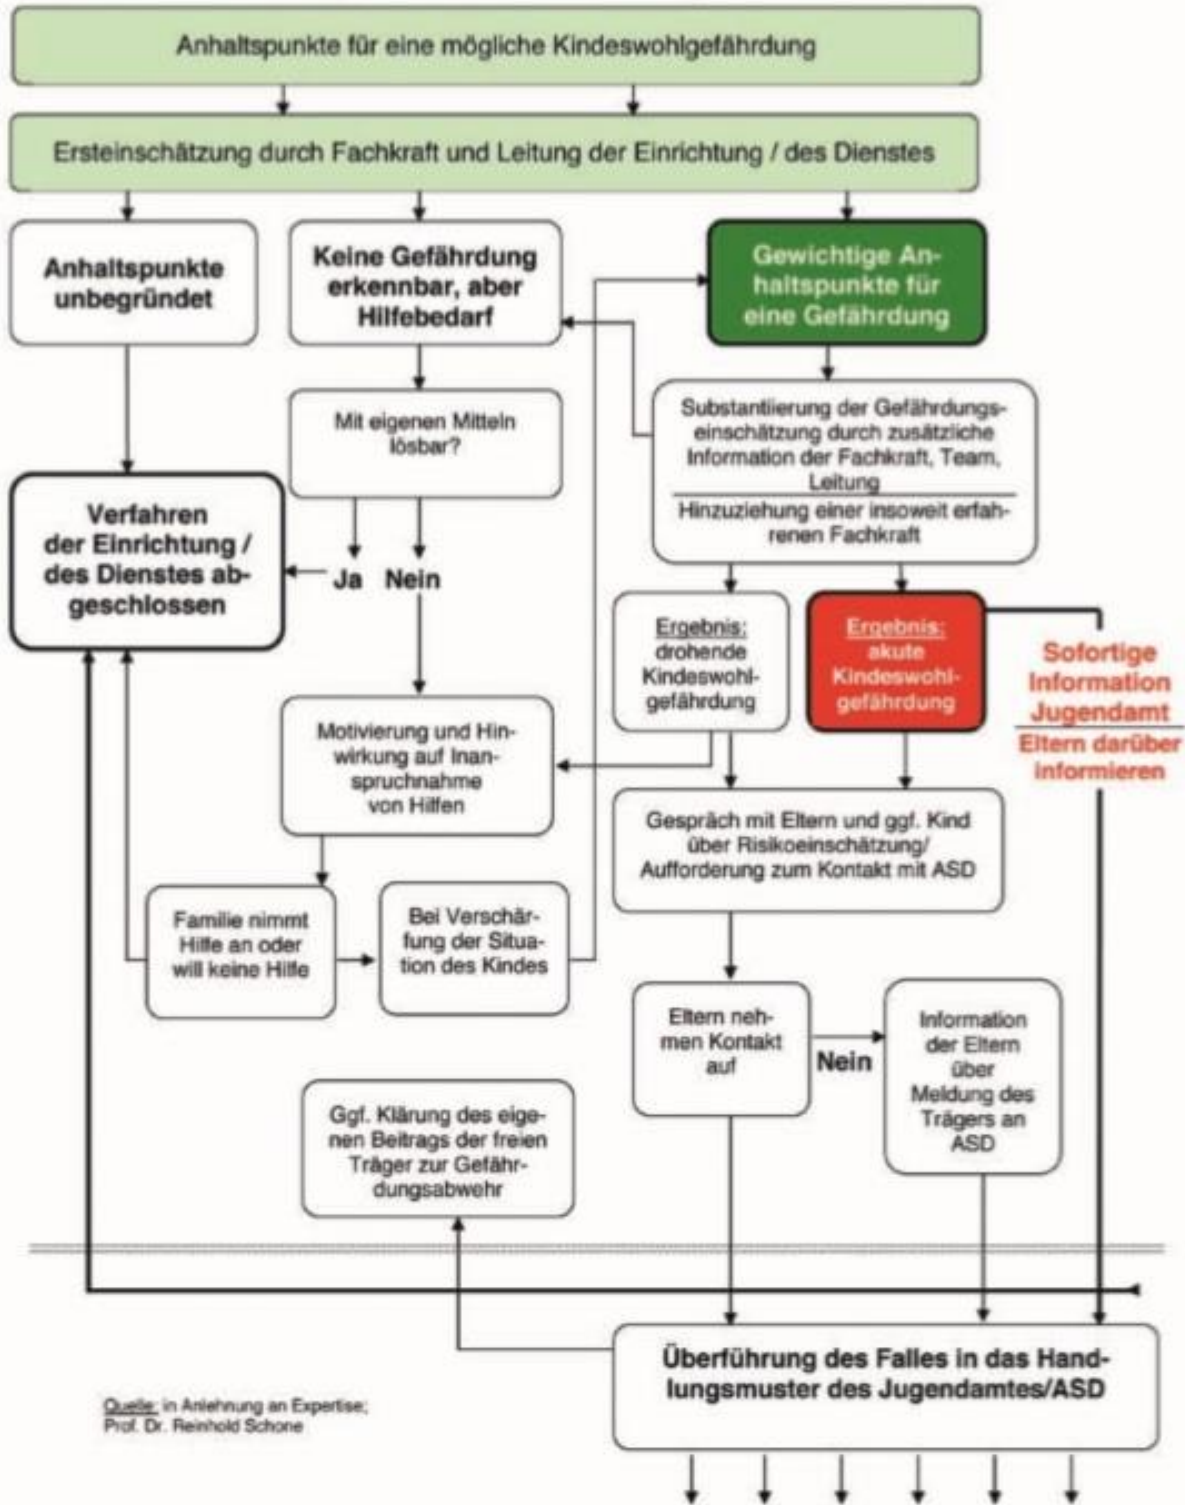 Anhaltspunkte für eine mögliche Kindeswohlgefährdung
Ersteinschätzung durch Fachkraft und Leitung der Einrichtung / des Dienstes
Anhaltspunkte
unbegründet
Keine Gefährdung
erkennbar, aber
Hilfebedarf
Gewichtige An-
haltspunkte für
eine Gefährdung
Mit eigenen Mitteln
lösbar?
Substantiierung der Gefährdungs-
einschätzung durch zusätzliche
Information der Fachkraft, Team,
Leitung
Hinzuziehung einer insoweit erfah-
renen Fachkraft
Verfahren
der Einrichtung /
des Dienstes ab-
geschlossen
Ja Nein
Ergebnis:
drohende
Kindeswohl-
gefährdung
Ergebnis:
akute
Kindeswohl-
gefährdung
Sofortige
Information
Jugendamt
Eltern darüber
informieren
Motivierung und Hin-
wirkung auf Inan-
spruchnahme
von Hilfen
Gespräch mit Eltern und ggf. Kind
über Risikoeinschätzung/
Aufforderung zum Kontakt mit ASD
Familie nimmt
Hilfe an oder
will keine Hilfe
Bei Verschär-
fung der Situa-
tion des Kindes
Eltern neh-
men Kontakt
auf
Nein
Information
der Eltern
über
Meldung des
Trägers an
ASD
Ggf. Klärung des eige-
nen Beitrags der freien
Träger zur Gefähr-
dungsabwehr
Überführung des Falles in das Hand-
lungsmuster des Jugendamtes/ASD
Quelle: in Anlehnung an Expertise;
Prof. Dr. Reinhold Schone